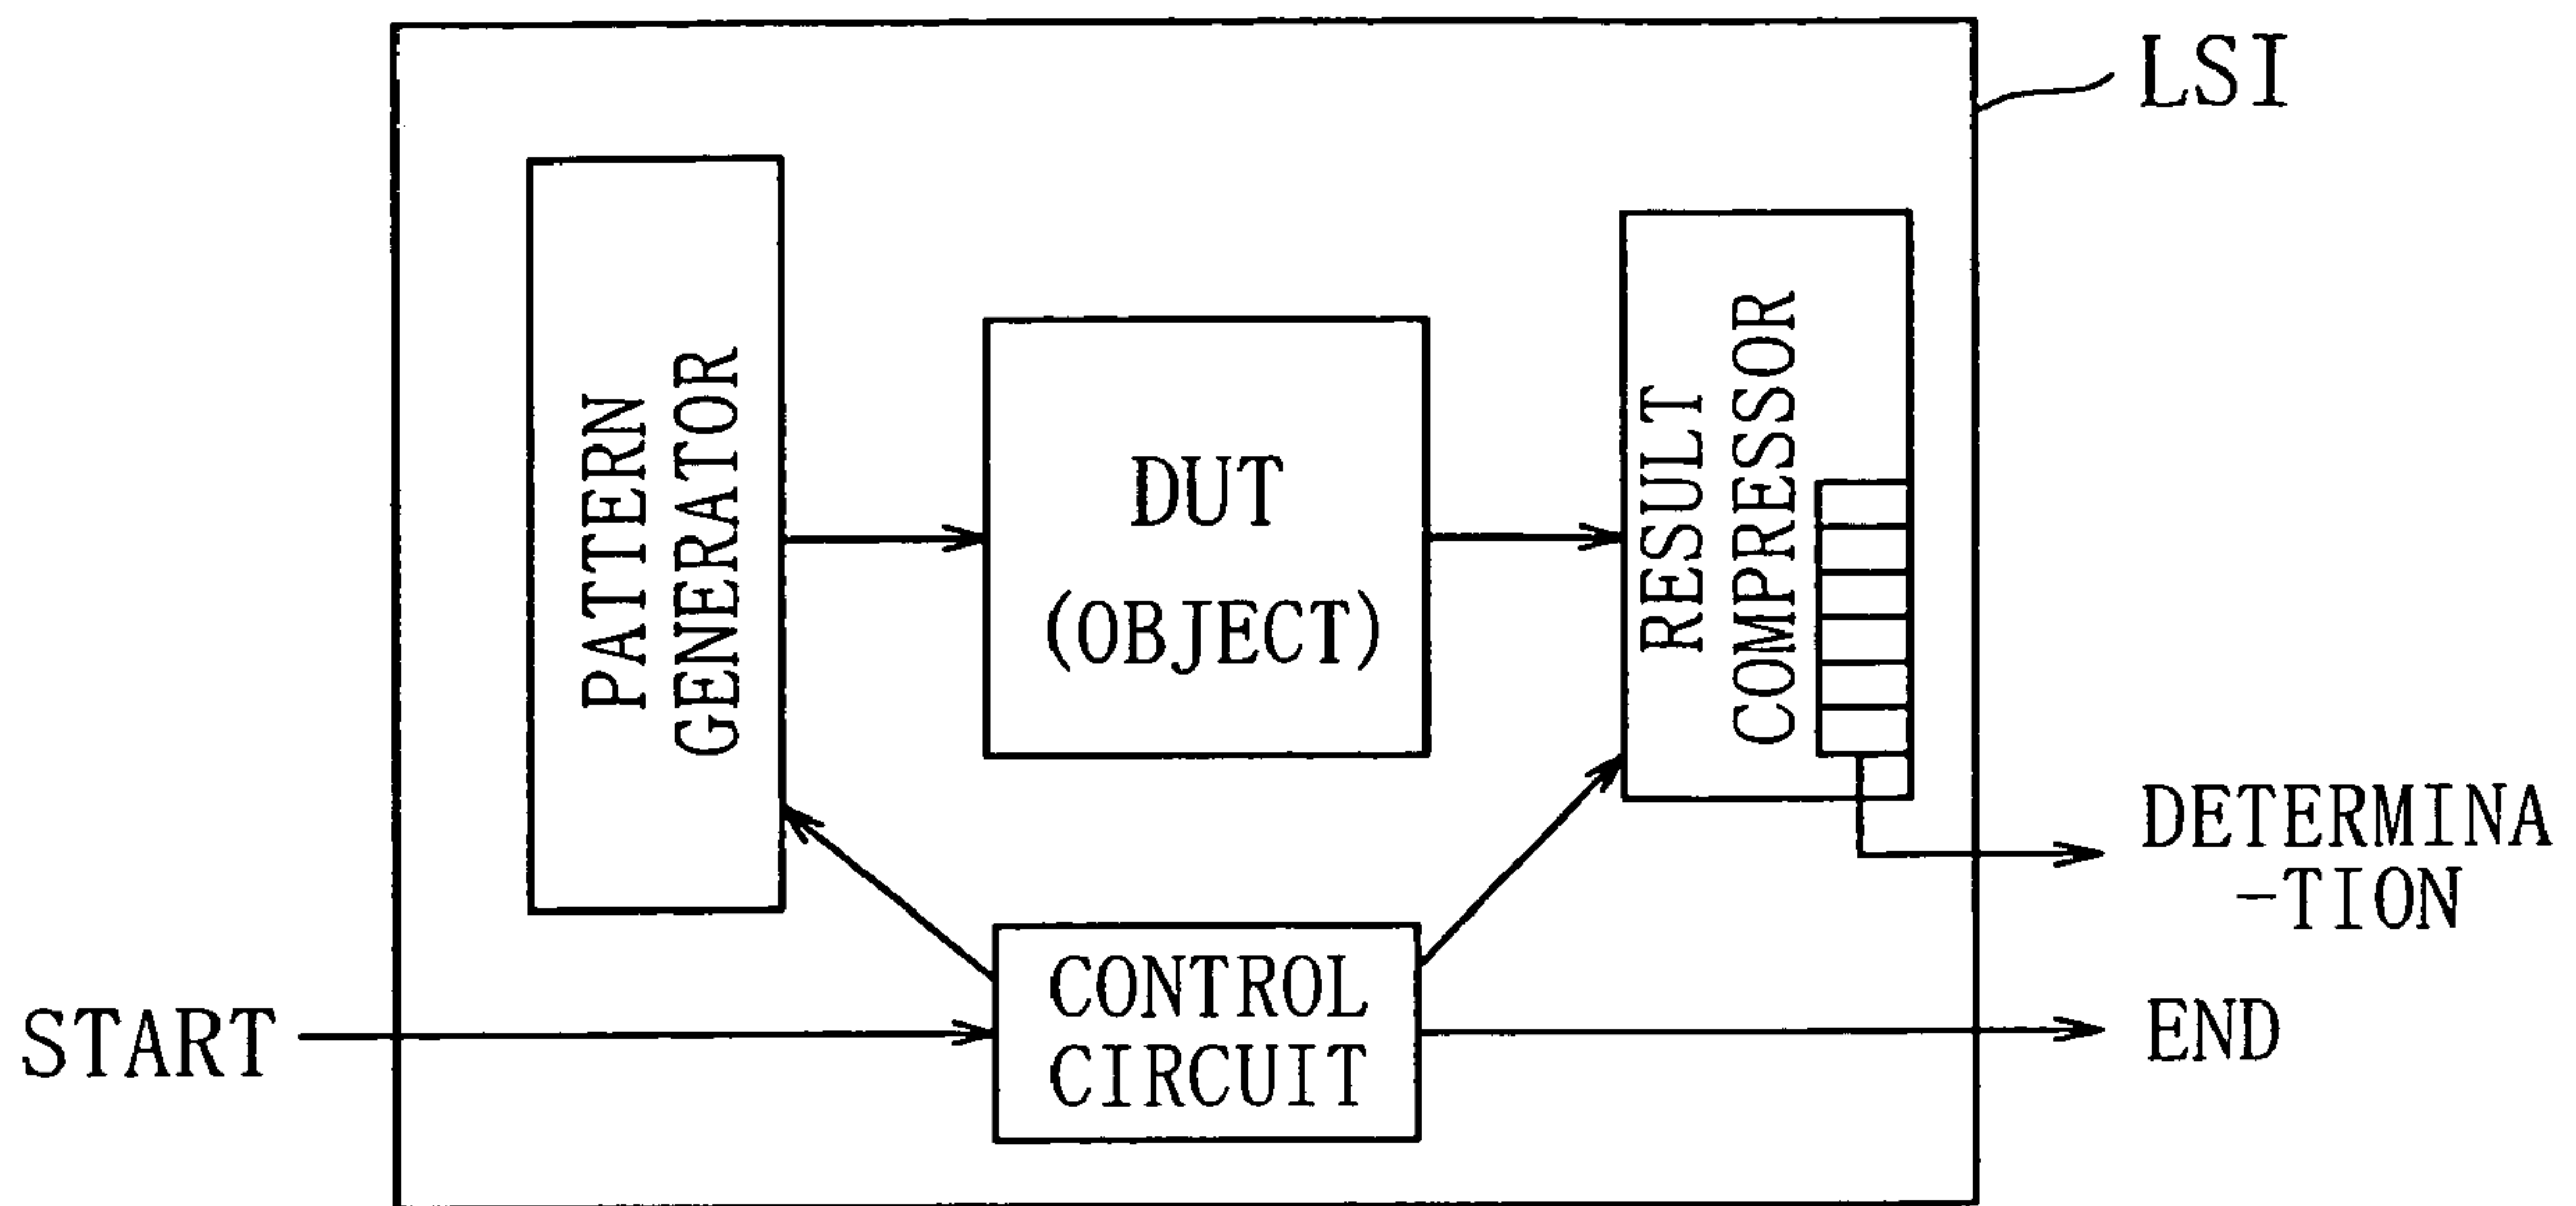 LSI
PATTERN
GENERATOR
DUT
(OBJECT)
RESULT
COMPRESSOR
DETERMINA
-TION
START
CONTROL
CIRCUIT
END